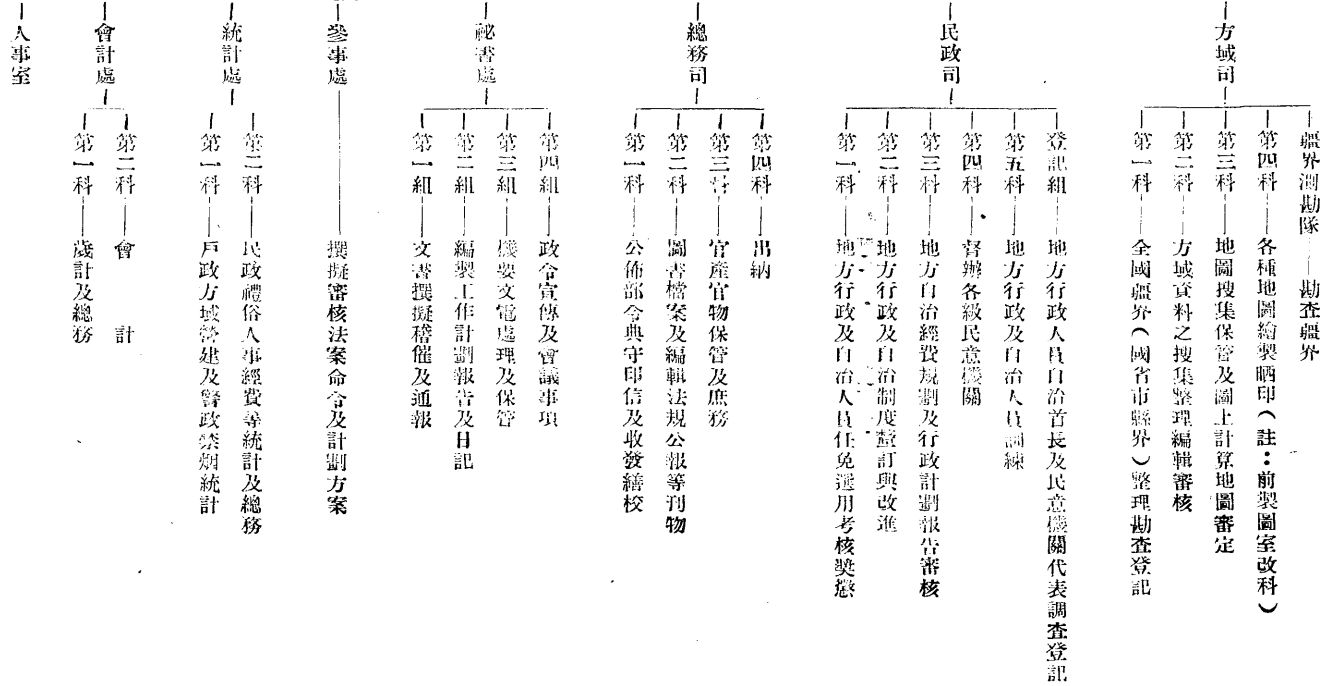 方域司
疆界測勘隊——勘查疆界
第四科——各種地圖繪製晒印(註：前製圖室改科)
第三科——地圖搜集保管及圖上計算地圖審定
第二科——方域資料之搜集整理編輯審核
第一科——全國疆界(國省市縣界)整理勘查登記
民政司
登記組——地方行政人員自治首長及民意機關代表調查登記
第五科——地方行政及自治人員訓練
第四科——督辦各級民意機關
第三科——地方自治經費規劃及行政計劃報告審核
第二科——地方行政及自治制度釐訂與改進
第一科——地方行政及自治人員任免選用考核獎懲
總務司
第四科——出納
第三科——官產官物保管及庶務
第二科——圖書檔案及編輯法規公報等刊物
第一科——公佈部令典守印信及收發繕校
祕書處
第四組——政令宣傳及會議事項
第三組——機要文電處理及保管
第二組——編製工作計劃報告及日記
第一組——文書撰擬稽催及通報
參事處——撰擬審核法案命令及計劃方案
統計處
第二科——民政禮俗人事經費等統計及總務
第一科——戶政方域營建及警政禁烟統計
會計處
第二科——會計
第一科——歲計及總務
人事室